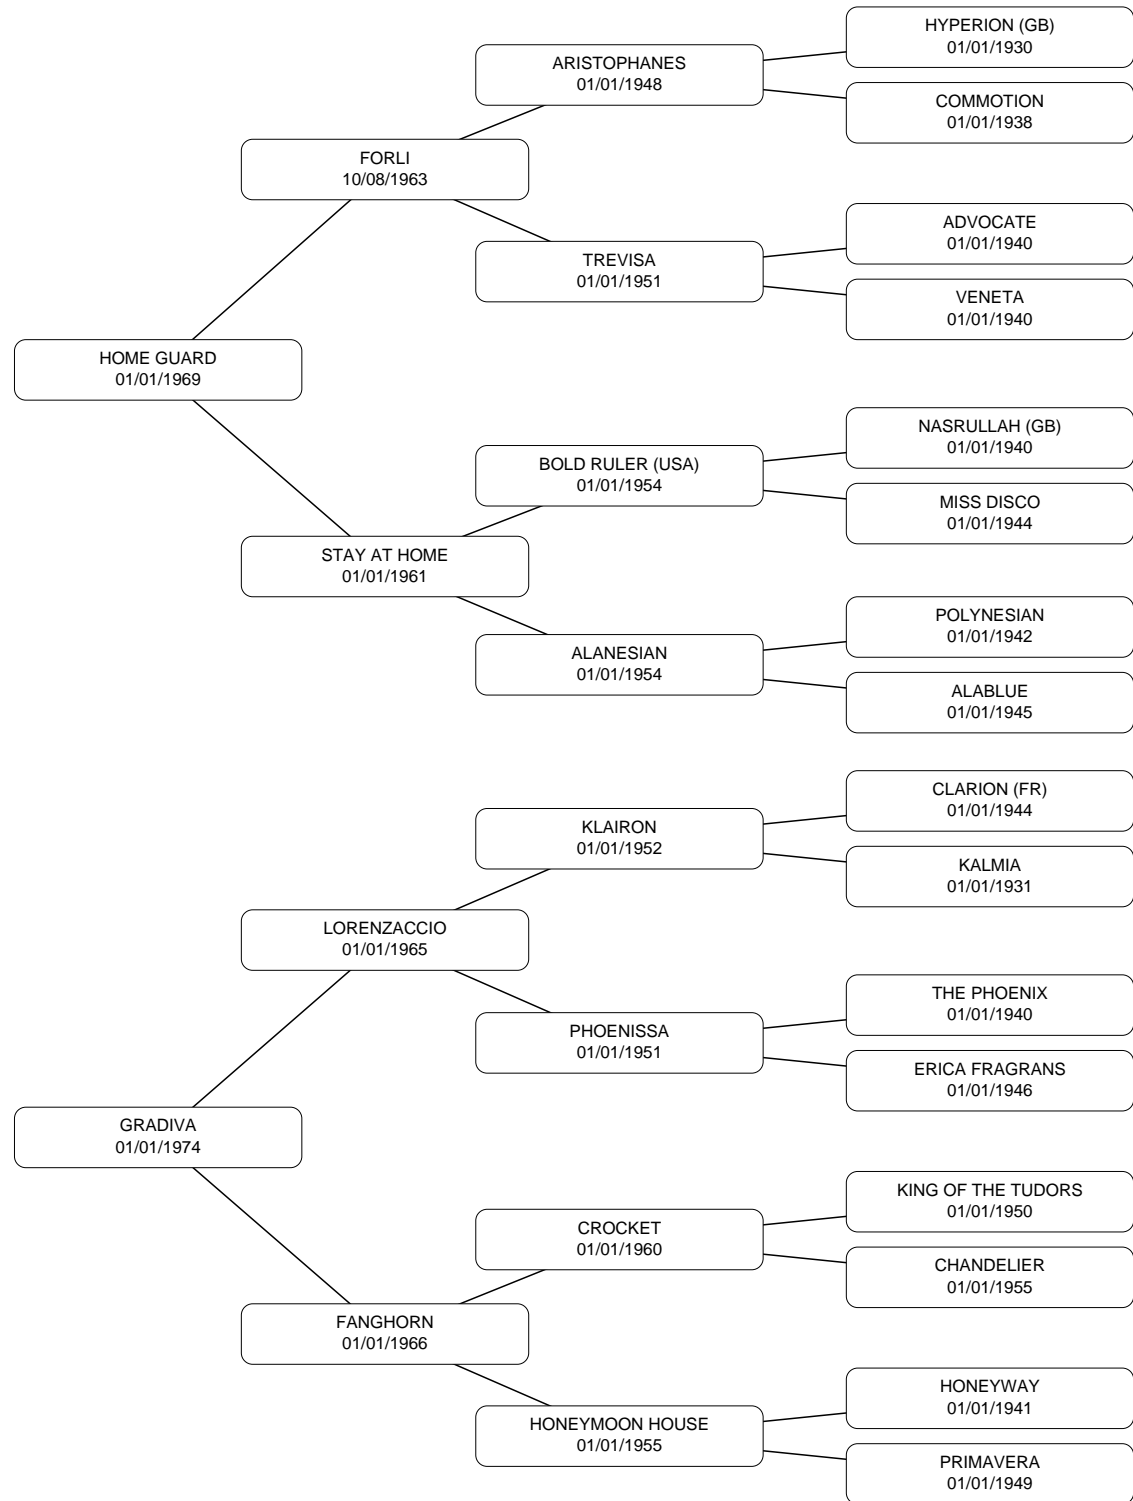 HYPERION (GB)
01/01/1930
ARISTOPHANES
01/01/1948
COMMOTION
01/01/1938
FORLI
10/08/1963
ADVOCATE
01/01/1940
TREVISA
01/01/1951
VENETA
01/01/1940
HOME GUARD
01/01/1969
NASRULLAH (GB)
01/01/1940
BOLD RULER (USA)
01/01/1954
MISS DISCO
01/01/1944
STAY AT HOME
01/01/1961
POLYNESIAN
01/01/1942
ALANESIAN
01/01/1954
ALABLUE
01/01/1945
CLARION (FR)
01/01/1944
KLAIRON
01/01/1952
KALMIA
01/01/1931
LORENZACCIO
01/01/1965
THE PHOENIX
01/01/1940
PHOENISSA
01/01/1951
ERICA FRAGRANS
01/01/1946
GRADIVA
01/01/1974
KING OF THE TUDORS
01/01/1950
CROCKET
01/01/1960
CHANDELIER
01/01/1955
FANGHORN
01/01/1966
HONEYWAY
01/01/1941
HONEYMOON HOUSE
01/01/1955
PRIMAVERA
01/01/1949